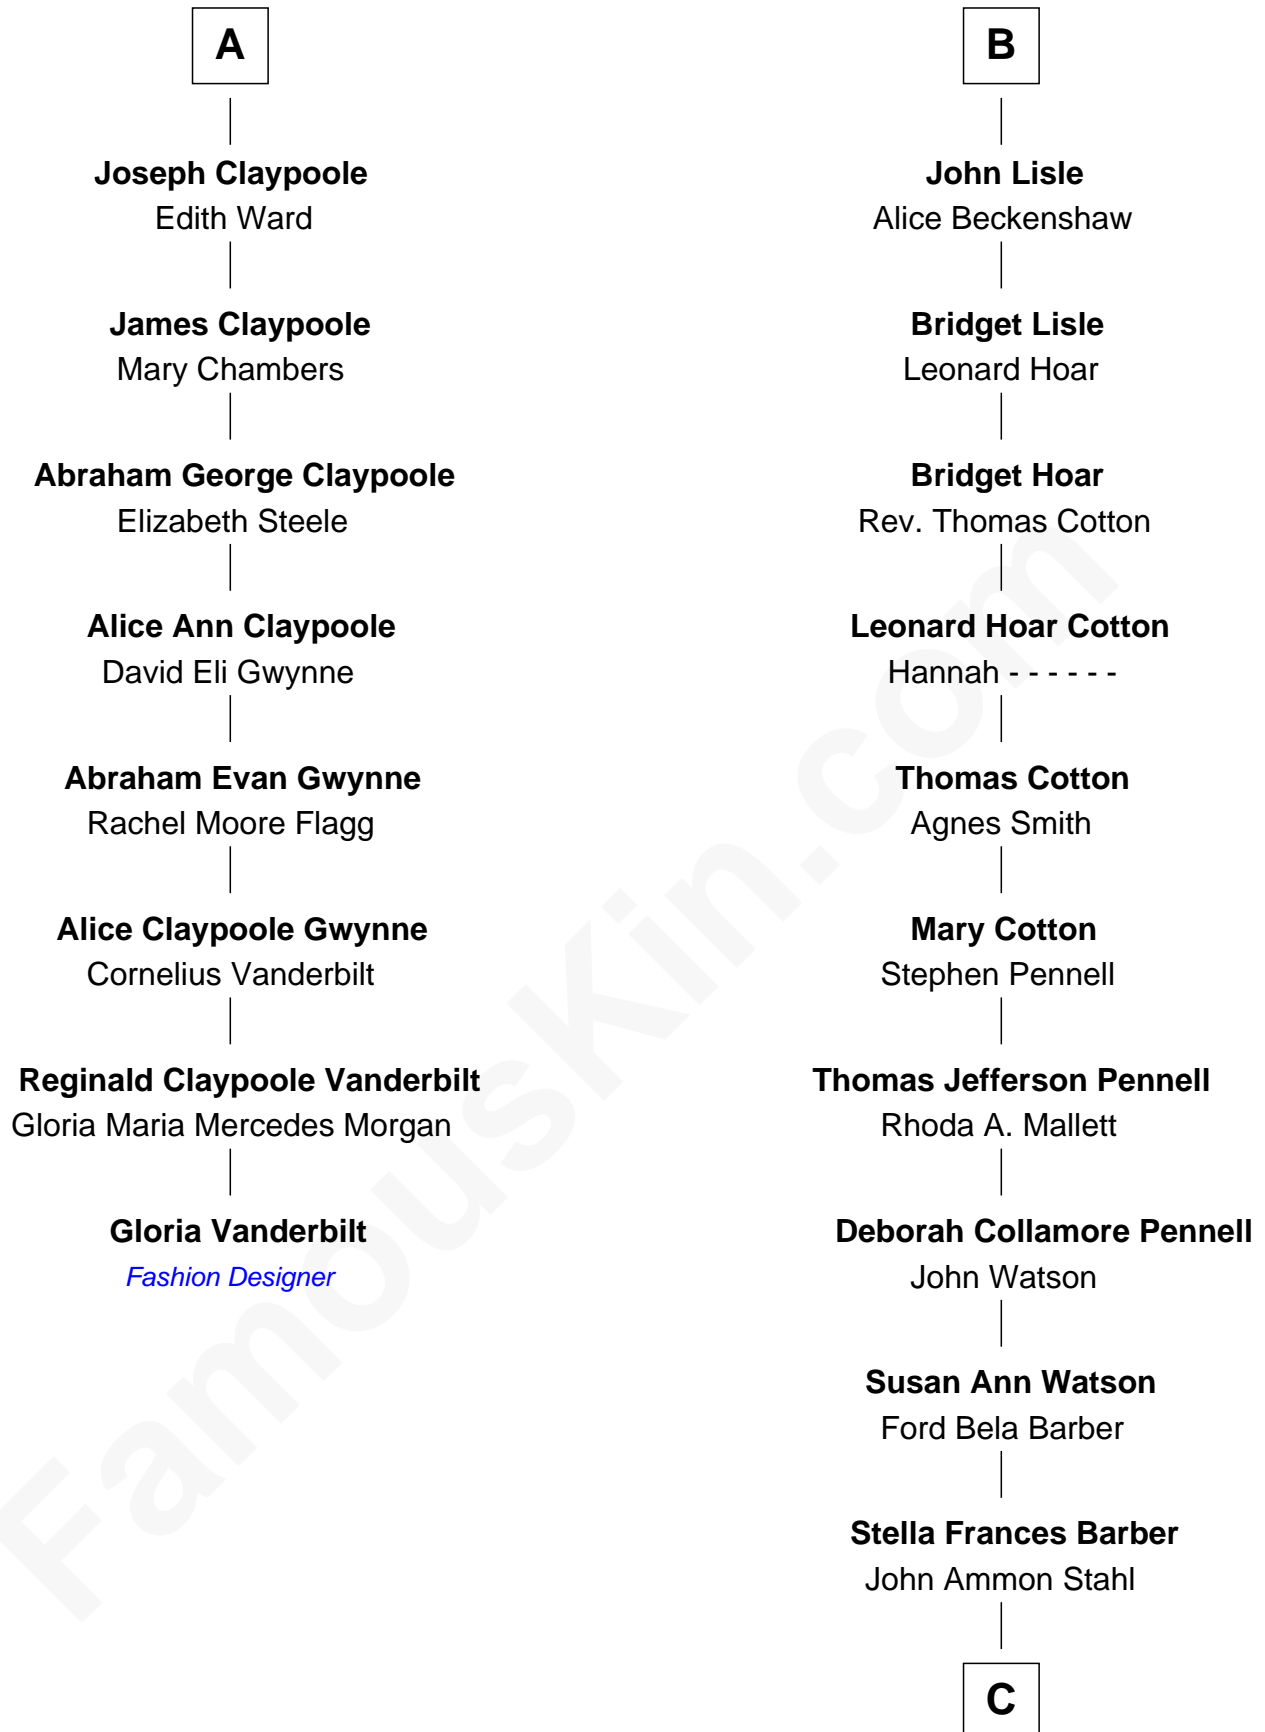 A
Joseph Claypoole
Edith Ward
James Claypoole
Mary Chambers
Abraham George Claypoole
Elizabeth Steele
Alice Ann Claypoole
David Eli Gwynne
Abraham Evan Gwynne
Rachel Moore Flagg
Alice Claypoole Gwynne
Cornelius Vanderbilt
Reginald Claypoole Vanderbilt
Gloria Maria Mercedes Morgan
Gloria Vanderbilt
Fashion Designer
B
John Lisle
Alice Beckenshaw
Bridget Lisle
Leonard Hoar
Bridget Hoar
Rev. Thomas Cotton
Leonard Hoar Cotton
Hannah - - - - - -
Thomas Cotton
Agnes Smith
Mary Cotton
Stephen Pennell
Thomas Jefferson Pennell
Rhoda A. Mallett
Deborah Collamore Pennell
John Watson
Susan Ann Watson
Ford Bela Barber
Stella Frances Barber
John Ammon Stahl
C
FamousKin.com